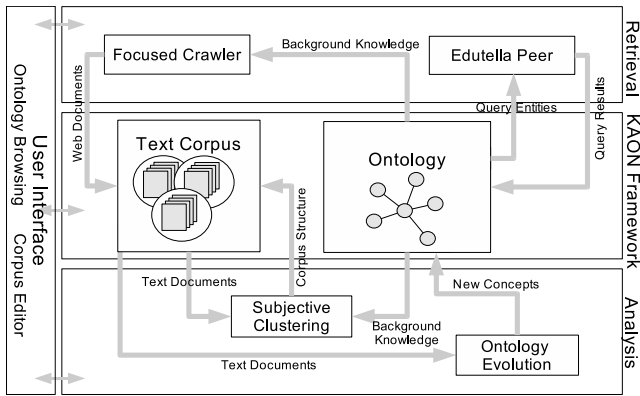 User Interface
Ontology Browsing
Corpus Editor
Retrieval
Focused Crawler
Background Knowledge
Edutella Peer
Web Documents
Query Entities
Query Results
KAON Framework
Text Corpus
Ontology
Corpus Structure
Analysis
Text Documents
New Concepts
Subjective
Clustering
Background
Knowledge
Text Documents
Ontology
Evolution